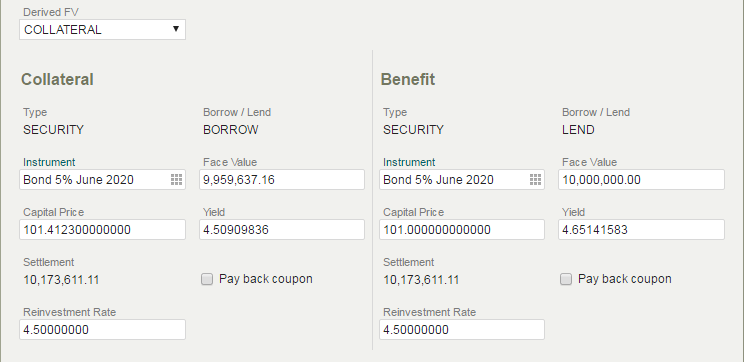 Derived FV
COLLATERAL
Collateral
Benefit
Type
Borrow / Lend
Type
Borrow / Lend
SECURITY
BORROW
SECURITY
LEND
Instrument
Face Value
Instrument
Face Value
Bond 5% June 2020
9,959,637.16
Bond 5% June 2020
10,000,000.00
Capital Price
Yield
Capital Price
Yield
101.412300000000
4.50909836
101.000000000000
4.65141583
Settlement
Settlement
10,173,611.11
Pay back coupon
10,173,611.11
Pay back coupon
Reinvestment Rate
Reinvestment Rate
4.50000000
4.50000000